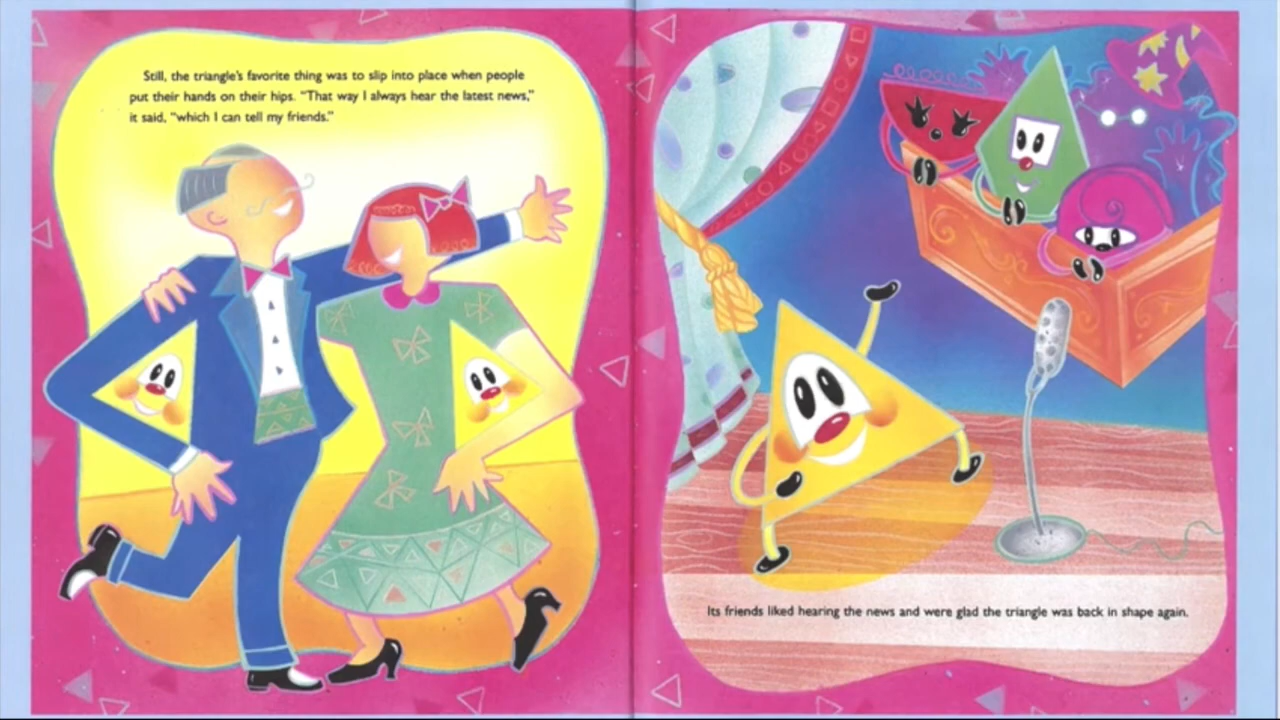 Still, the triangle's favorite thing was to slip into place when people
put their hands on their hips. "That way I always hear the latest news,"
it said, "which I can tell my friends."
Its friends liked hearing the news and were glad the triangle was back in shape again.